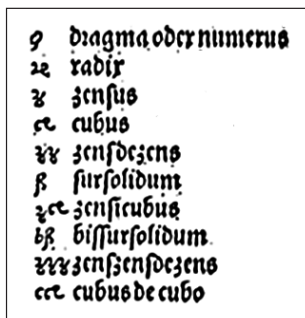 dragma oder numerus
radix
zensus
cubus
zensdezens
sursolidum
zensicubus
bissursolidum
zenszensdezens
cubus de cubo